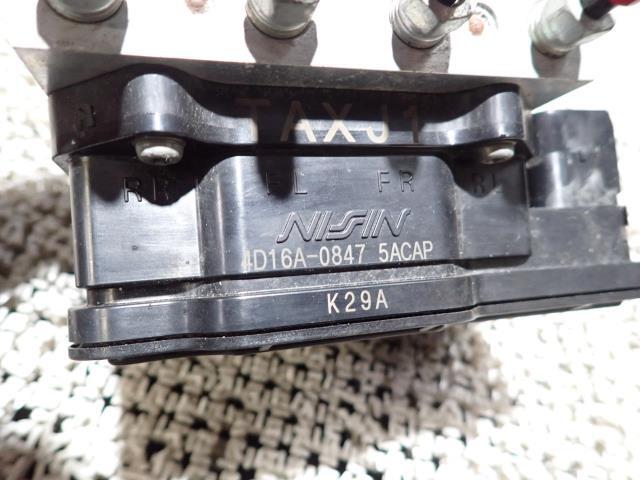 TAXJ1
RR FL FR RL
NISSIN
4D16A-0847 5ACAP
K29A